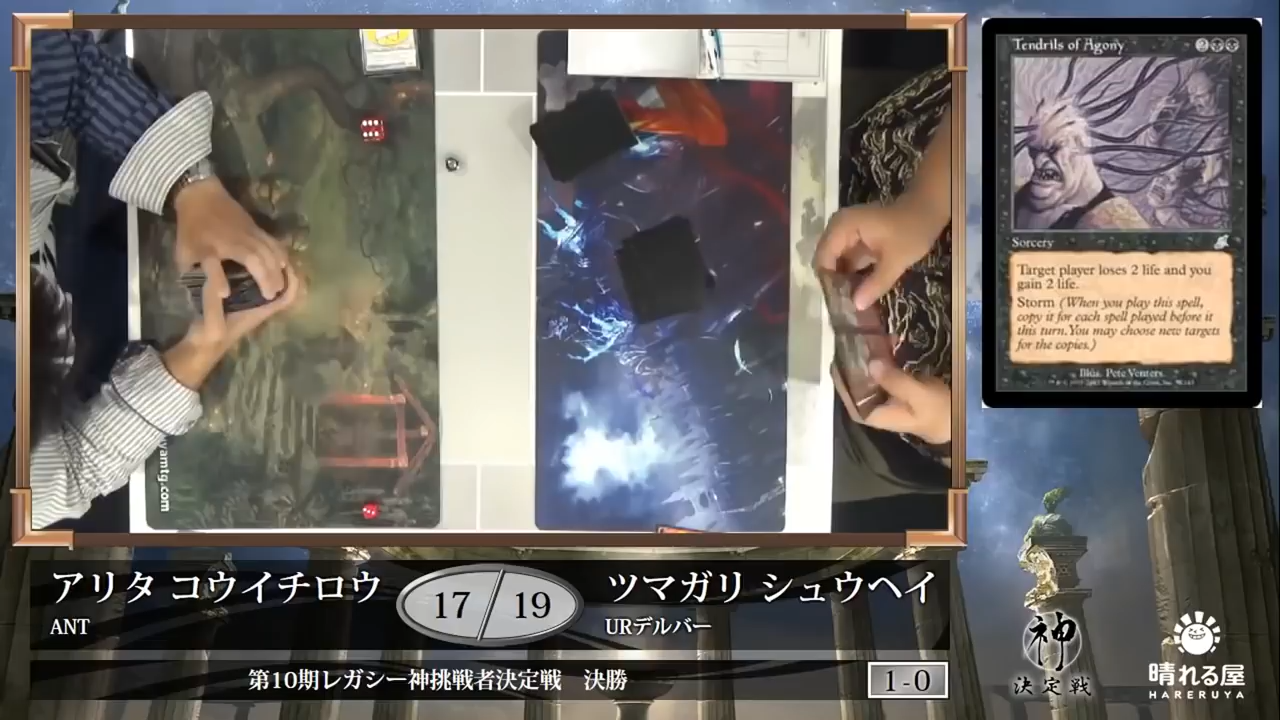 Tendrils of Agony
2
Sorcery
Target player loses 2 life and you
gain 2 life.
Storm (When you play this spell,
copy it for each spell played before it
this turn. You may choose new targets
for the copies.)
Illus. Pete Venters
アリタ コウイチロウ
ANT
17 / 19
ツマガリ シュウヘイ
URデルバー
第10期レガシー神挑戦者決定戦 決勝
1-0
神
決定戦
晴れる屋
HARERUYA